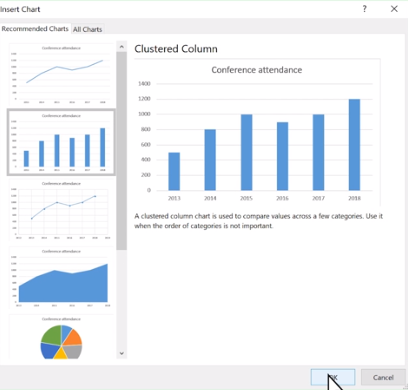 Insert Chart
? ×
Recommended Charts All Charts
Conference attendance
Conference attendance
Conference attendance
Conference attendance
Conference attendance
Clustered Column
Conference attendance
1400
1200
1000
800
600
400
200
0
2013 2014 2015 2016 2017 2018
A clustered column chart is used to compare values across a few categories. Use it
when the order of categories is not important.
Cancel